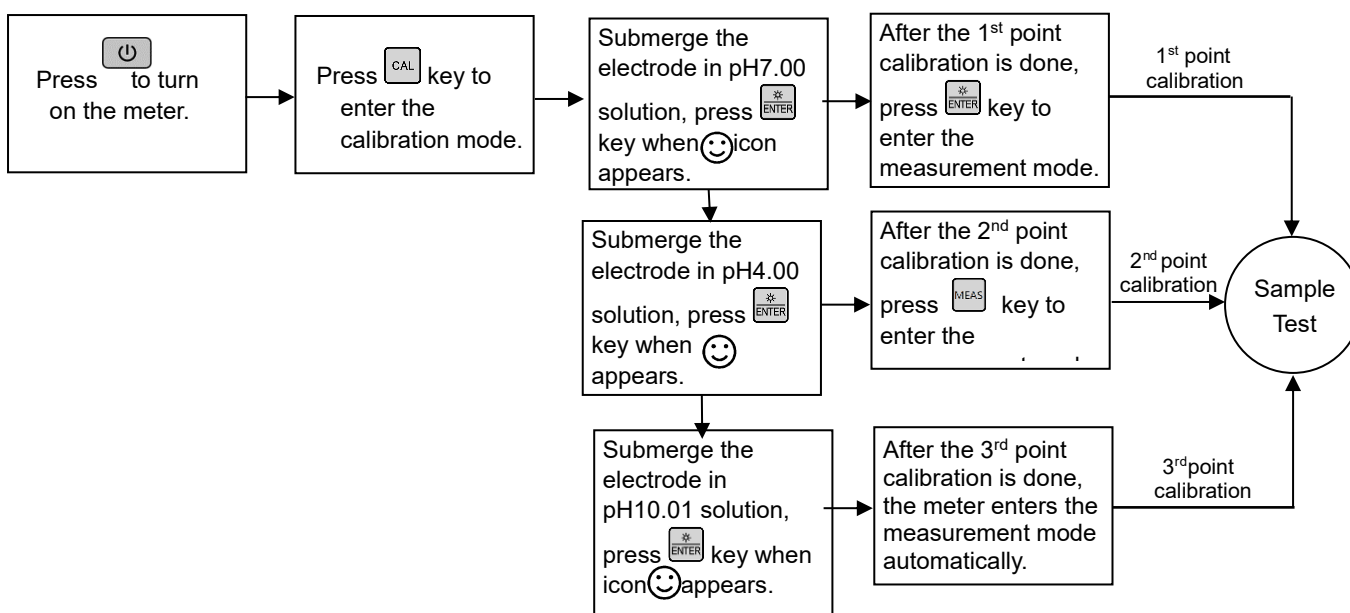 Press to turn
on the meter.
Press CAL key to
enter the
calibration mode.
Submerge the
electrode in pH7.00
solution, press ENTER
key when icon
appears.
After the 1st point
calibration is done,
press ENTER key to
enter the
measurement mode.
1st point
calibration
Submerge the
electrode in pH4.00
solution, press ENTER
key when
appears.
After the 2nd point
calibration is done,
press MEAS key to
enter the
2nd point
calibration
Sample
Test
Submerge the
electrode in
pH10.01 solution,
press ENTER key when
icon appears.
After the 3rd point
calibration is done,
the meter enters the
measurement mode
automatically.
3rd point
calibration